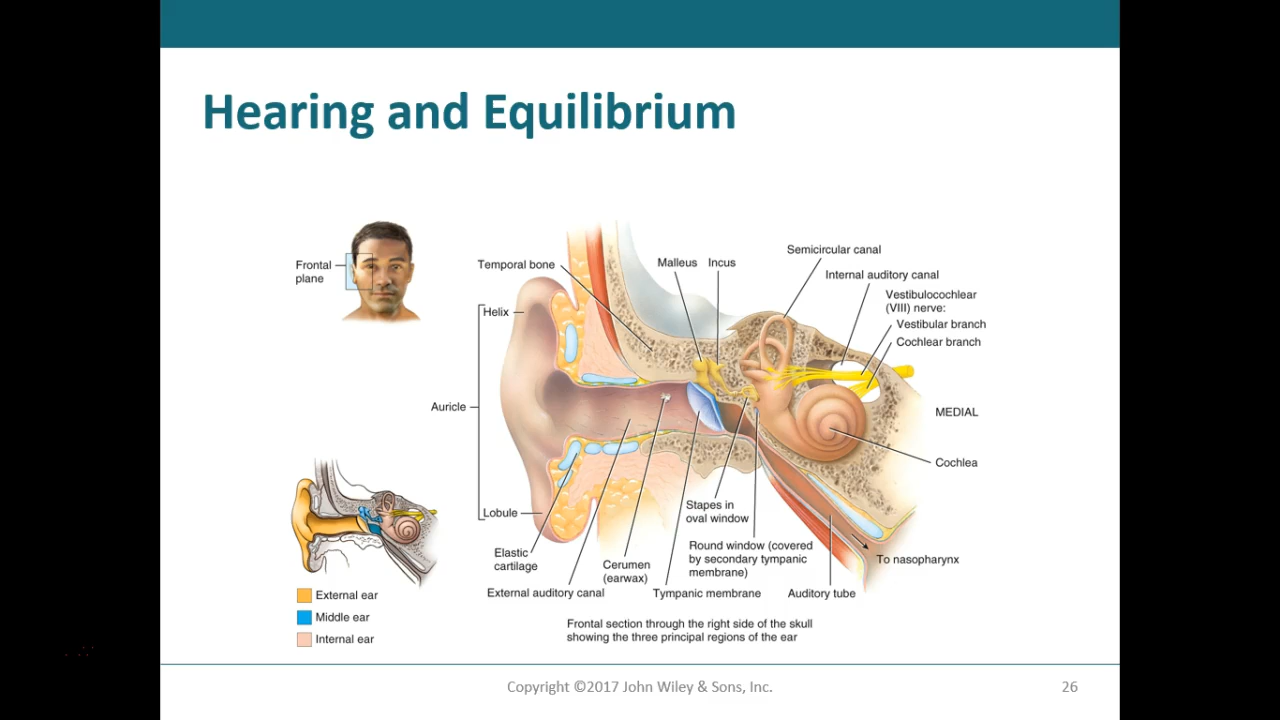 Hearing and Equilibrium
Frontal
plane
Temporal bone
Malleus
Incus
Semicircular canal
Internal auditory canal
Vestibulocochlear
(VIII) nerve:
Vestibular branch
Cochlear branch
Helix
Auricle
MEDIAL
Cochlea
Lobule
Stapes in
oval window
Elastic
cartilage
Round window (covered
by secondary tympanic
membrane)
To nasopharynx
Cerumen
(earwax)
External auditory canal
Tympanic membrane
Auditory tube
External ear
Middle ear
Internal ear
Frontal section through the right side of the skull
showing the three principal regions of the ear
Copyright ©2017 John Wiley & Sons, Inc.
26